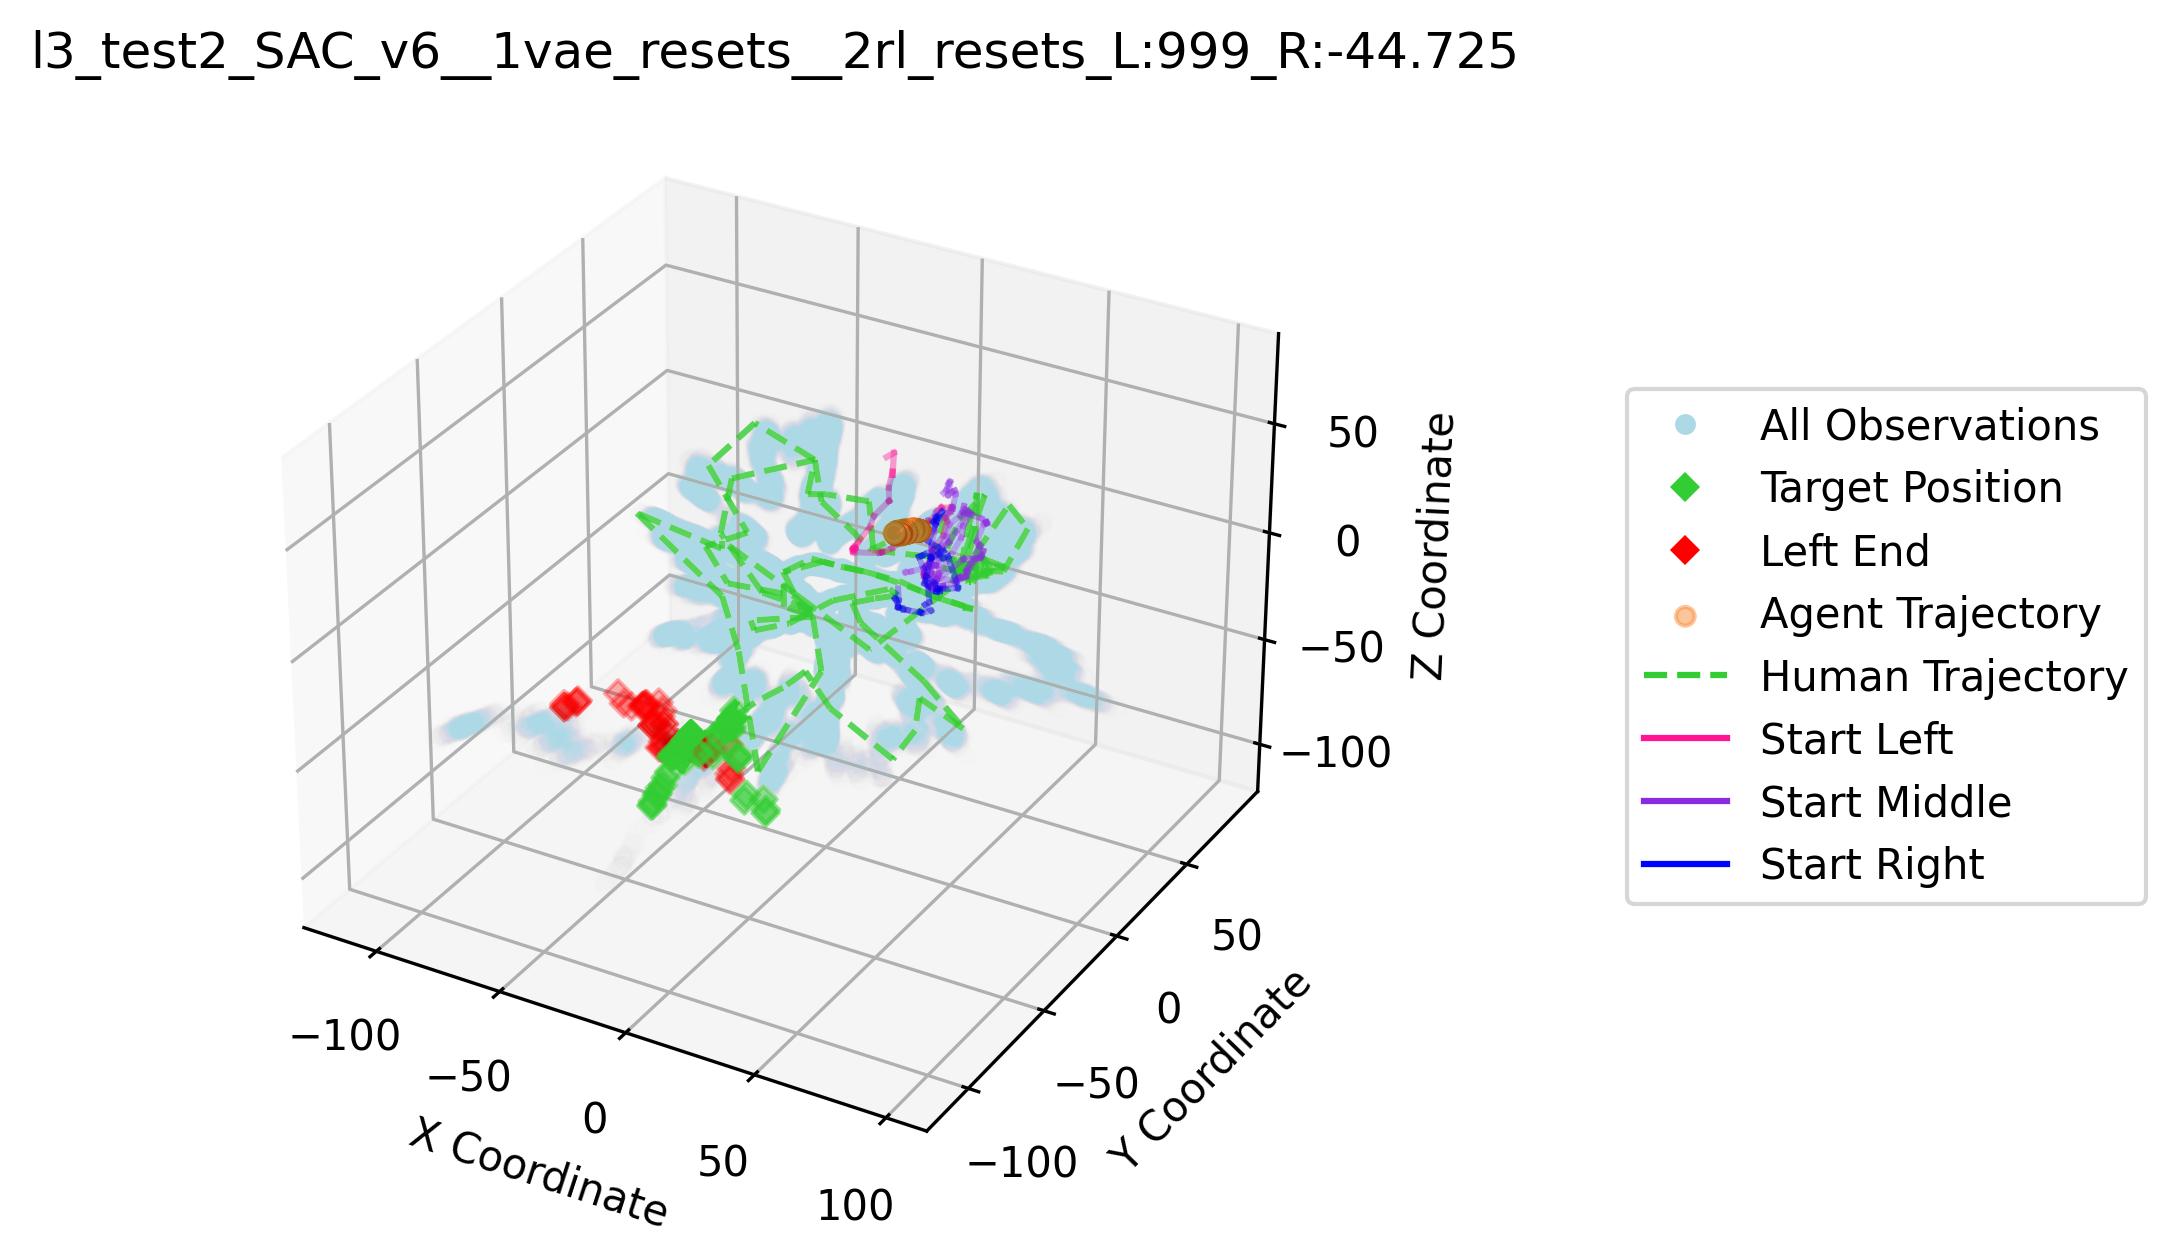 l3_test2_SAC_v6__1vae_resets__2rl_resets_L:999_R:-44.725
50
0
−50
−100
Z Coordinate
50
0
−50
−100
Y Coordinate
−100
−50
0
50
100
X Coordinate
All Observations
Target Position
Left End
Agent Trajectory
Human Trajectory
Start Left
Start Middle
Start Right